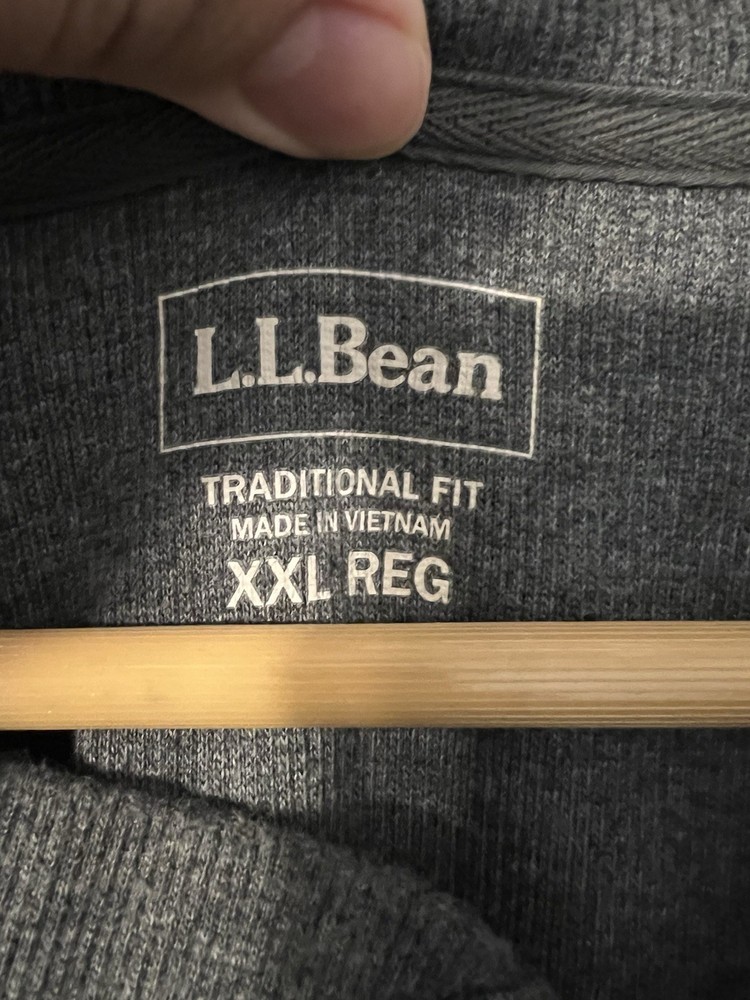 L.L.Bean
TRADITIONAL FIT
MADE IN VIETNAM
XXL REG